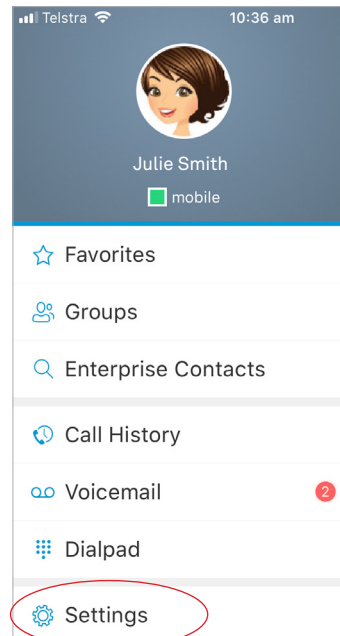 Telstra 10:36 am
Julie Smith
mobile
Favorites
Groups
Enterprise Contacts
Call History
Voicemail 2
Dialpad
Settings